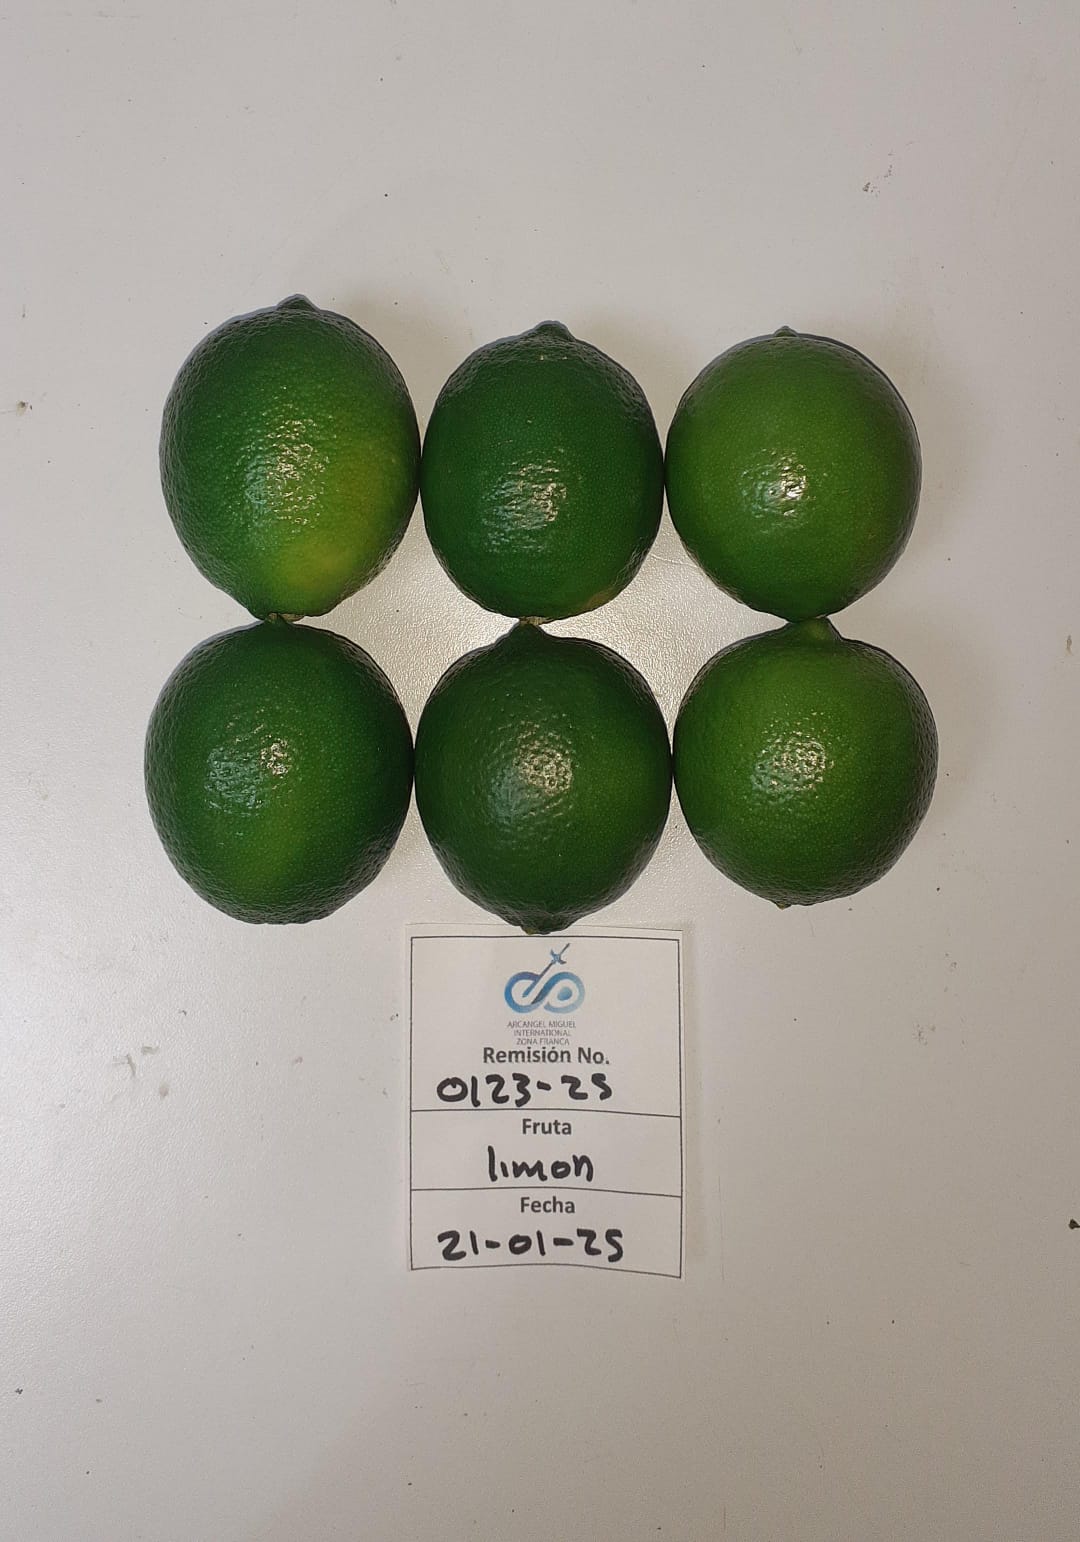 ARCANGEL MIGUEL
INTERNATIONAL
ZONA FRANCA
Remisión No.
0123-25
Fruta
limon
Fecha
21-01-25